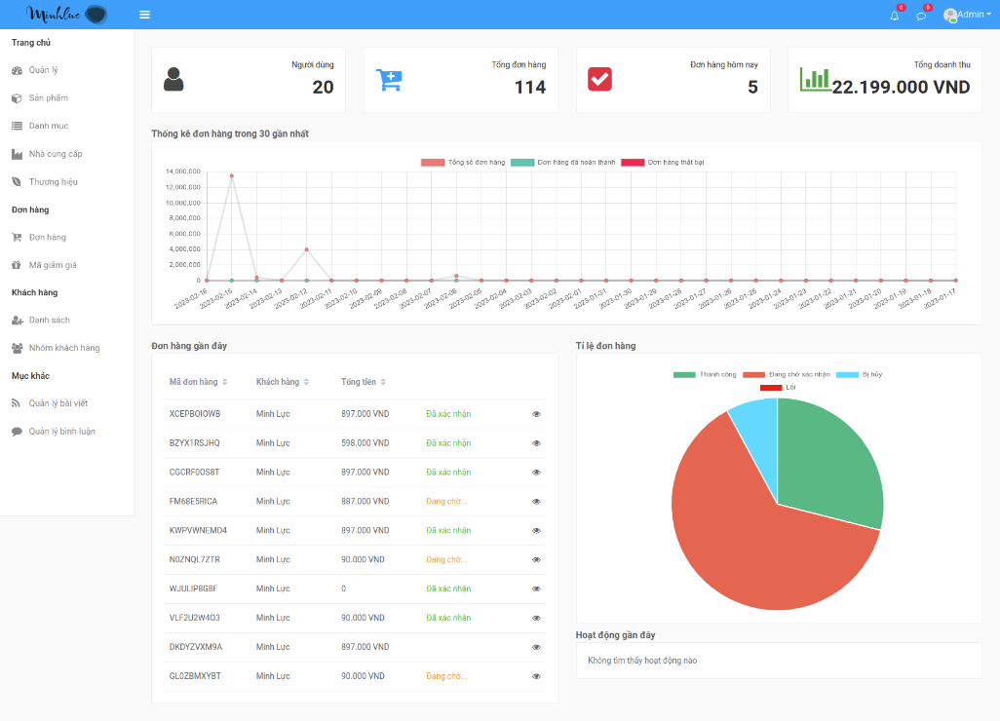 Minhluc
0
0
Admin
Trang chủ
Quản lý
Sản phẩm
Danh mục
Nhà cung cấp
Thương hiệu
Đơn hàng
Đơn hàng
Mã giảm giá
Khách hàng
Danh sách
Nhóm khách hàng
Mục khác
Quản lý bài viết
Quản lý bình luận
Người dùng
20
Tổng đơn hàng
114
Đơn hàng hôm nay
5
Tổng doanh thu
22.199.000 VND
Thống kê đơn hàng trong 30 gần nhất
Tổng số đơn hàng Đơn hàng đã hoàn thành Đơn hàng thất bại
14,000,000
12,000,000
10,000,000
8,000,000
6,000,000
4,000,000
2,000,000
0
2023-02-16 2023-02-15 2023-02-14 2023-02-13 2023-02-12 2023-02-11 2023-02-10 2023-02-09 2023-02-08 2023-02-07 2023-02-06 2023-02-05 2023-02-04 2023-02-03 2023-02-02 2023-02-01 2023-01-31 2023-01-30 2023-01-29 2023-01-28 2023-01-27 2023-01-26 2023-01-25 2023-01-24 2023-01-23 2023-01-22 2023-01-21 2023-01-20 2023-01-19 2023-01-18 2023-01-17
Đơn hàng gần đây
Mã đơn hàng Khách hàng Tổng tiền
XCEPBOIOWB Minh Lực 897.000 VND Đã xác nhận
BZYX1RSJHQ Minh Lực 598.000 VND Đã xác nhận
CGCRF0OS8T Minh Lực 897.000 VND Đã xác nhận
FM68E5RICA Minh Lực 887.000 VND Đang chờ...
KWPVWNEMD4 Minh Lực 897.000 VND Đã xác nhận
N0ZNQL7ZTR Minh Lực 90.000 VND Đang chờ...
WJULIP8G8F Minh Lực 0 Đã xác nhận
VLF2U2W4O3 Minh Lực 90.000 VND Đã xác nhận
DKDYZVXM9A Minh Lực 897.000 VND
GL0ZBMXYBT Minh Lực 90.000 VND Đang chờ...
Tỉ lệ đơn hàng
Thành công Đang chờ xác nhận Bị hủy
Lỗi
Hoạt động gần đây
Không tìm thấy hoạt động nào